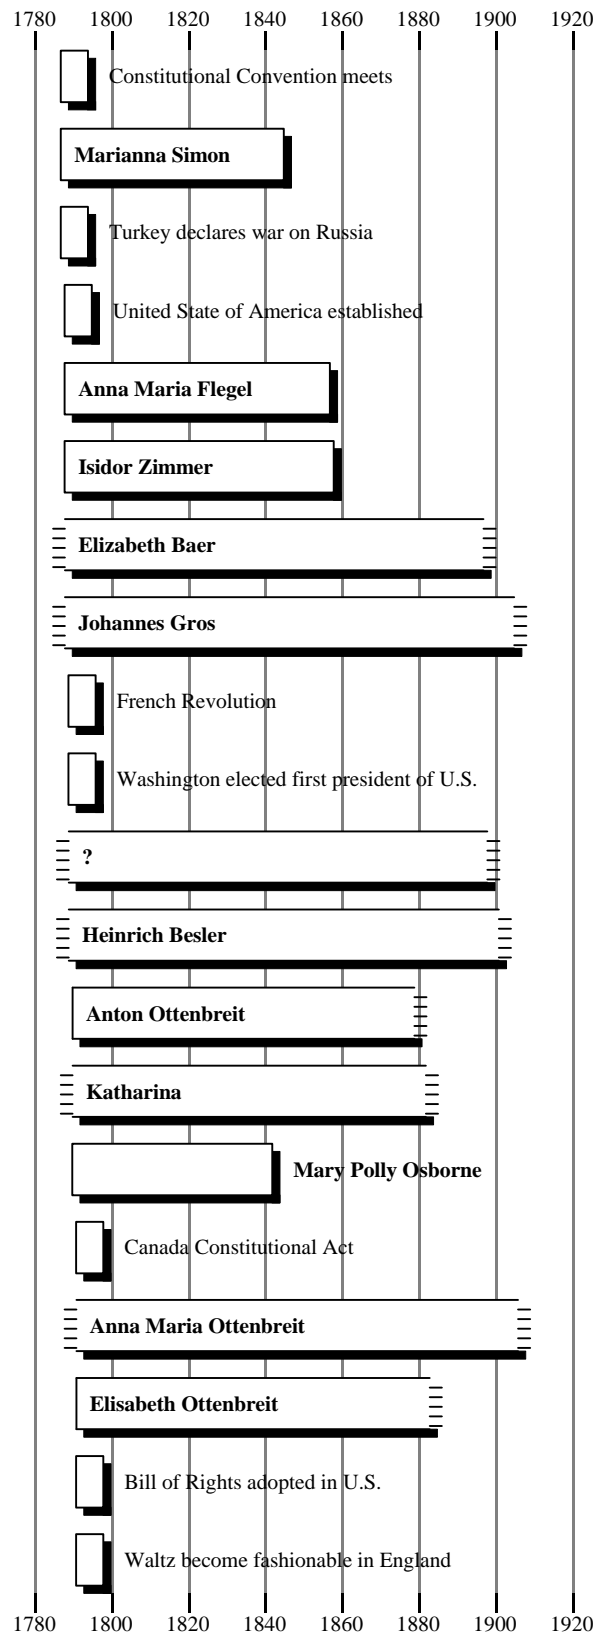 1780 1800 1820 1840 1860 1880 1900 1920
Constitutional Convention meets
Marianna Simon
Turkey declares war on Russia
United State of America established
Anna Maria Flegel
Isidor Zimmer
Elizabeth Baer
Johannes Gros
French Revolution
Washington elected first president of U.S.
?
Heinrich Besler
Anton Ottenbreit
Katharina
Mary Polly Osborne
Canada Constitutional Act
Anna Maria Ottenbreit
Elisabeth Ottenbreit
Bill of Rights adopted in U.S.
Waltz become fashionable in England
1780 1800 1820 1840 1860 1880 1900 1920